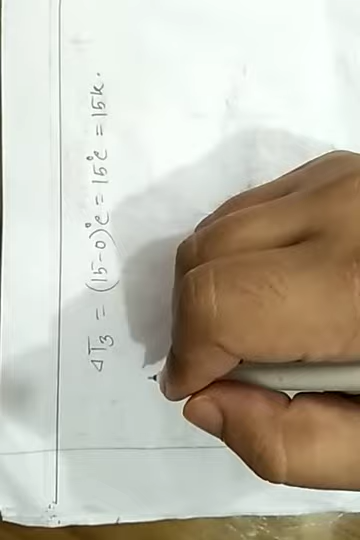 ΔT₃ = (15-0)°C = 15°C = 15K.